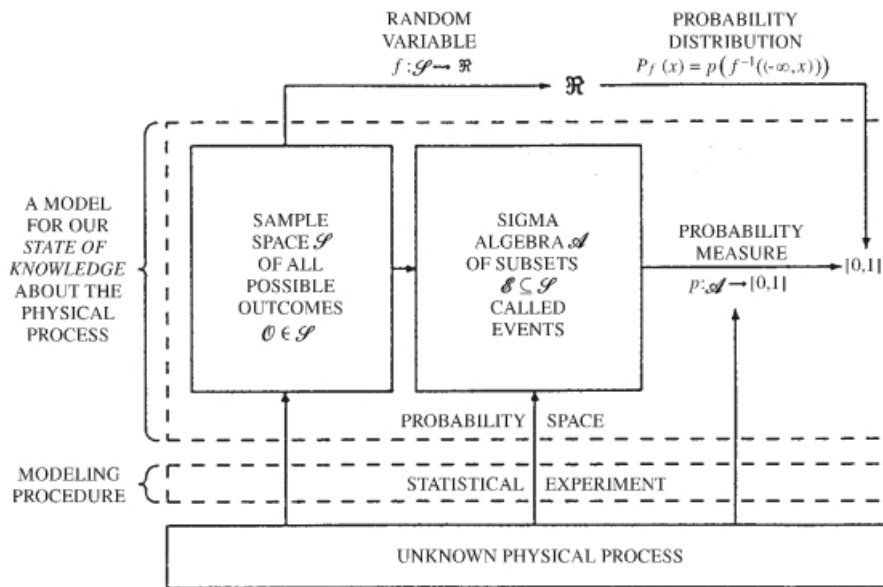 RANDOM
VARIABLE
f : 𝒮 → ℜ
PROBABILITY
DISTRIBUTION
P_f (x) = p(f⁻¹((-∞,x)))
ℜ
A MODEL
FOR OUR
STATE OF
KNOWLEDGE
ABOUT THE
PHYSICAL
PROCESS
SAMPLE
SPACE 𝒮
OF ALL
POSSIBLE
OUTCOMES
𝒪 ∈ 𝒮
SIGMA
ALGEBRA 𝒜
OF SUBSETS
ℰ ⊆ 𝒮
CALLED
EVENTS
PROBABILITY
MEASURE
p: 𝒜 → [0,1]
[0,1]
PROBABILITY SPACE
MODELING
PROCEDURE
STATISTICAL EXPERIMENT
UNKNOWN PHYSICAL PROCESS